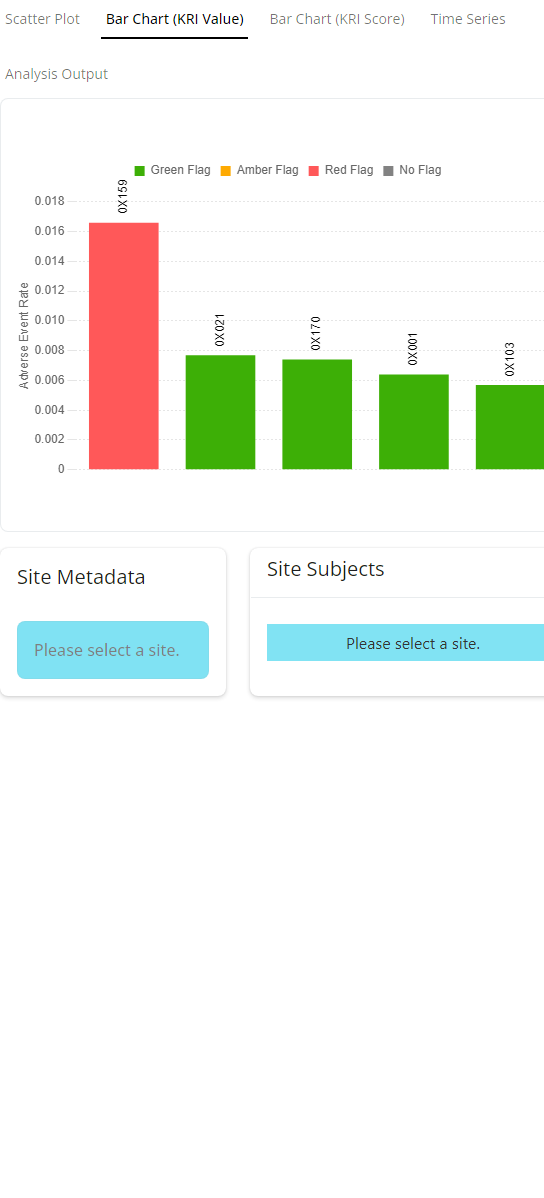 Scatter Plot
Bar Chart (KRI Value)
Bar Chart (KRI Score)
Time Series
Analysis Output
Green Flag
Amber Flag
Red Flag
No Flag
Adverse Event Rate
0.018
0.016
0.014
0.012
0.010
0.008
0.006
0.004
0.002
0
0X159
0X021
0X170
0X001
0X103
Site Metadata
Please select a site.
Site Subjects
Please select a site.